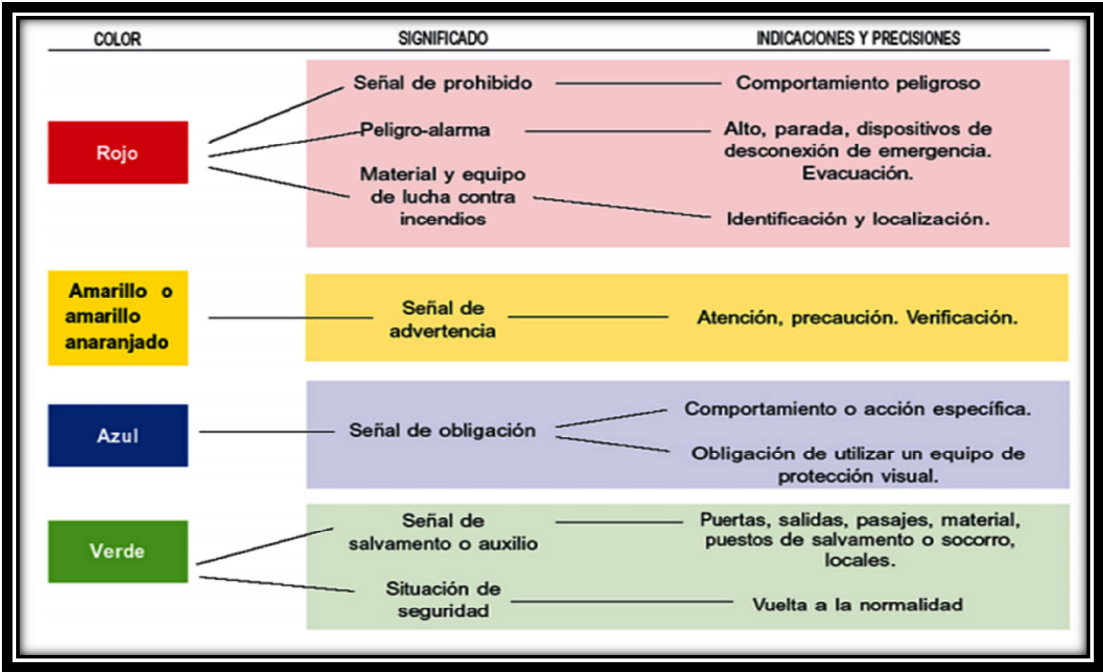 COLOR SIGNIFICADO INDICACIONES Y PRECISIONES
Rojo
Señal de prohibido
Comportamiento peligroso
Peligro-alarma
Alto, parada, dispositivos de
desconexión de emergencia.
Evacuación.
Material y equipo
de lucha contra
incendios
Identificación y localización.
Amarillo o
amarillo
anaranjado
Señal de
advertencia
Atención, precaución. Verificación.
Azul
Señal de obligación
Comportamiento o acción específica.
Obligación de utilizar un equipo de
protección visual.
Verde
Señal de
salvamento o auxilio
Puertas, salidas, pasajes, material,
puestos de salvamento o socorro,
locales.
Situación de
seguridad
Vuelta a la normalidad